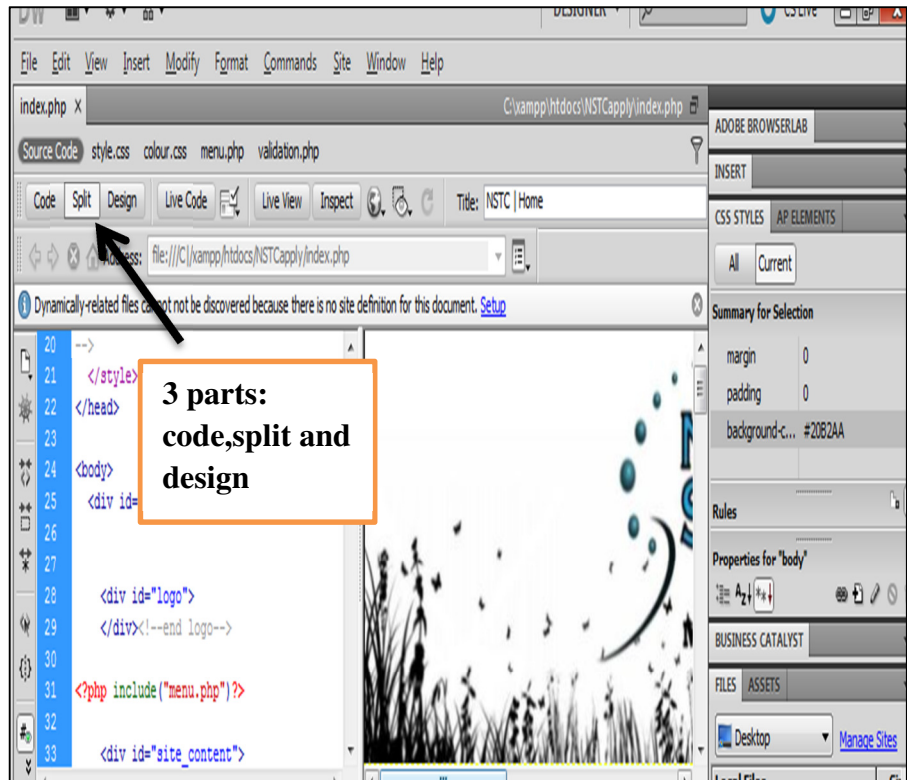 DW DESIGNER CS Live
File Edit View Insert Modify Format Commands Site Window Help
index.php × C:\xampp\htdocs\NSTCapply\index.php
Source Code style.css colour.css menu.php validation.php
Code Split Design Live Code Live View Inspect Title: NSTC | Home
file:///C|/xampp/htdocs/NSTCapply/index.php
Dynamically-related files cannot not be discovered because there is no site definition for this document. Setup
20 -->
21 </style>
22 </head>
23
24 <body>
25 <div id=
26
27
28 <div id="logo">
29 </div><!--end logo-->
30
31 <?php include("menu.php")?>
32
33 <div id="site_content">
3 parts:
code,split and
design
N
S
ADOBE BROWSERLAB
INSERT
CSS STYLES AP ELEMENTS
All Current
Summary for Selection
margin 0
padding 0
background-c... #20B2AA
Rules
Properties for "body"
BUSINESS CATALYST
FILES ASSETS
Desktop Manage Sites
Local Files